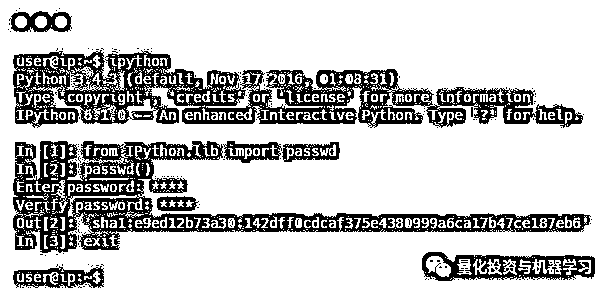 user@ip:~$ ipython
Python 3.4.3 (default, Nov 17 2016, 01:08:31)
Type 'copyright', 'credits' or 'license' for more information
IPython 6.1.0 -- An enhanced Interactive Python. Type '?' for help.
In [1]: from IPython.lib import passwd
In [2]: passwd()
Enter password: ****
Verify password: ****
Out[2]: 'sha1:e9ed12b73a30:142dff0cdcaf375e4380999a6ca17b47ce187eb6'
In [3]: exit
user@ip:~$
量化投资与机器学习